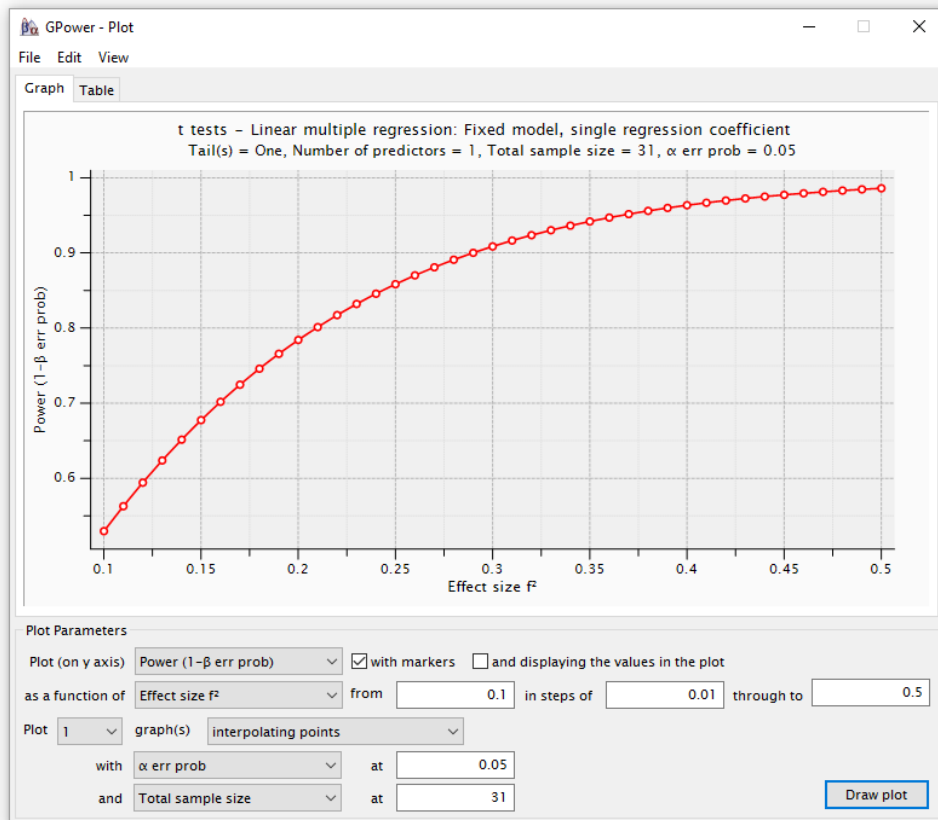 GPower - Plot
File Edit View
Graph Table
t tests - Linear multiple regression: Fixed model, single regression coefficient
Tail(s) = One, Number of predictors = 1, Total sample size = 31, α err prob = 0.05
1
0.9
0.8
0.7
0.6
Power (1-β err prob)
0.1 0.15 0.2 0.25 0.3 0.35 0.4 0.45 0.5
Effect size f²
Plot Parameters
Plot (on y axis) Power (1-β err prob) with markers and displaying the values in the plot
as a function of Effect size f² from 0.1 in steps of 0.01 through to 0.5
Plot 1 graph(s) interpolating points
with α err prob at 0.05
and Total sample size at 31
Draw plot